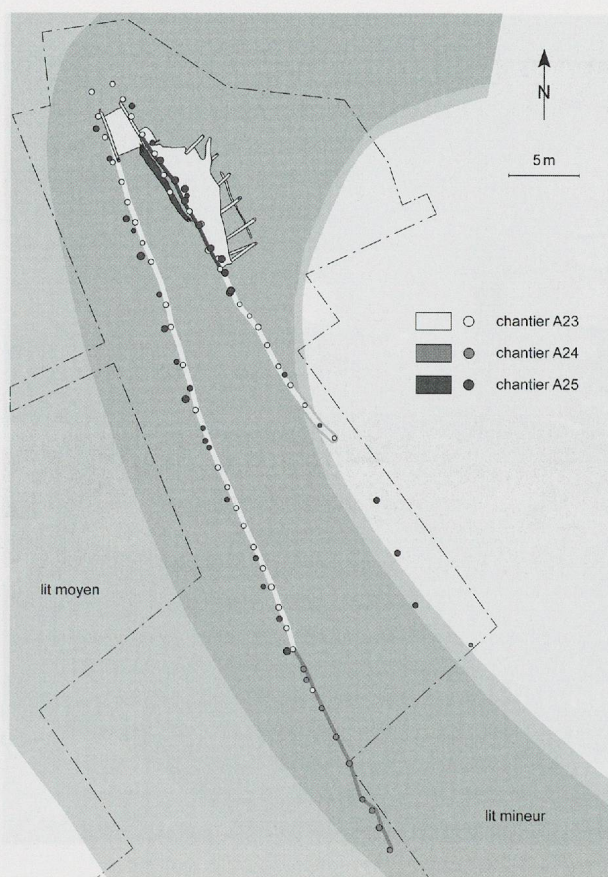 N
5 m
chantier A23
chantier A24
chantier A25
lit moyen
lit mineur